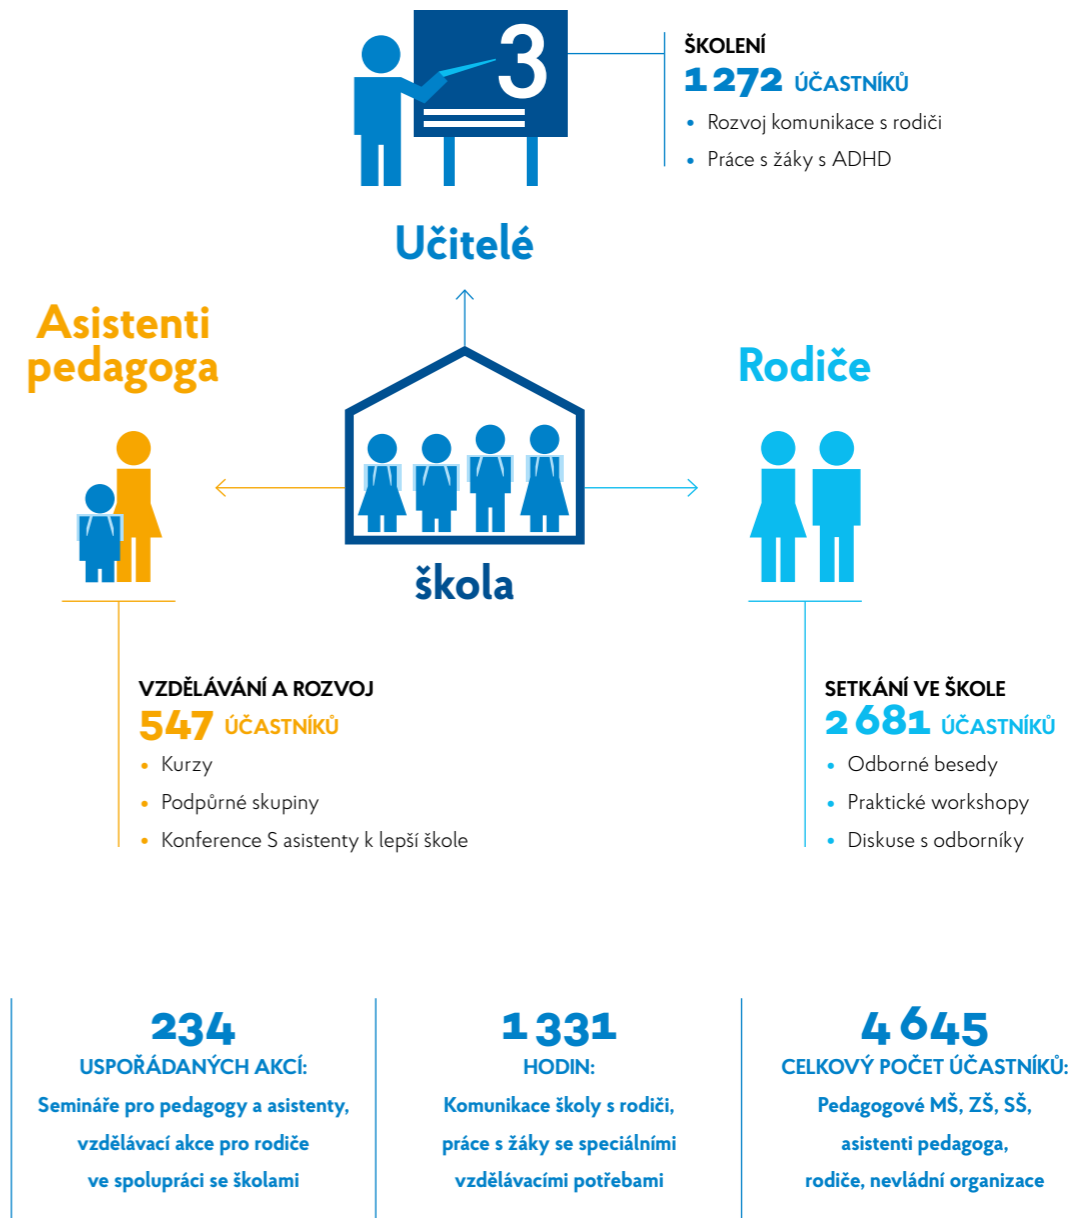 3
ŠKOLENÍ
1 272 ÚČASTNÍKŮ
• Rozvoj komunikace s rodiči
• Práce s žáky s ADHD
Učitelé
Asistenti
pedagoga
Rodiče
škola
VZDĚLÁVÁNÍ A ROZVOJ
547 ÚČASTNÍKŮ
• Kurzy
• Podpůrné skupiny
• Konference S asistenty k lepší škole
SETKÁNÍ VE ŠKOLE
2 681 ÚČASTNÍKŮ
• Odborné besedy
• Praktické workshopy
• Diskuse s odborníky
234
USPOŘÁDANÝCH AKCÍ:
Semináře pro pedagogy a asistenty,
vzdělávací akce pro rodiče
ve spolupráci se školami
1 331
HODIN:
Komunikace školy s rodiči,
práce s žáky se speciálními
vzdělávacími potřebami
4 645
CELKOVÝ POČET ÚČASTNÍKŮ:
Pedagogové MŠ, ZŠ, SŠ,
asistenti pedagoga,
rodiče, nevládní organizace